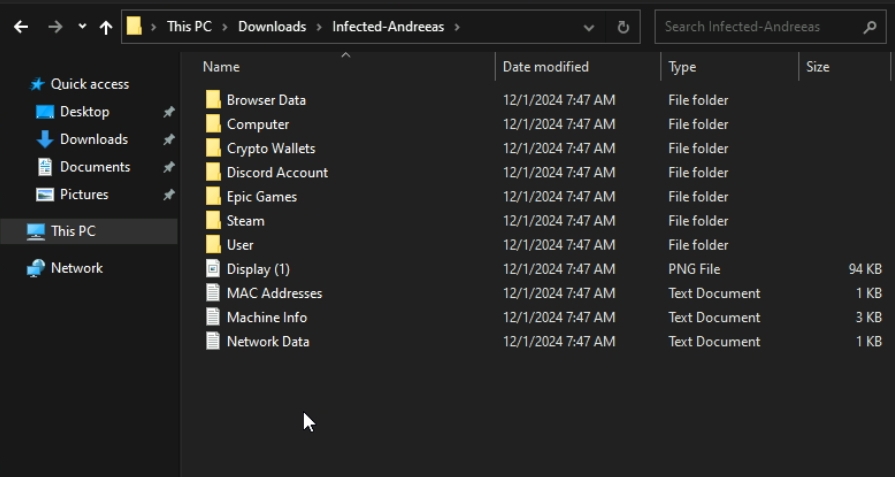 This PC > Downloads > Infected-Andreeas >
Search Infected-Andreeas
Name Date modified Type Size
Quick access
Desktop
Downloads
Documents
Pictures
This PC
Network
Browser Data 12/1/2024 7:47 AM File folder
Computer 12/1/2024 7:47 AM File folder
Crypto Wallets 12/1/2024 7:47 AM File folder
Discord Account 12/1/2024 7:47 AM File folder
Epic Games 12/1/2024 7:47 AM File folder
Steam 12/1/2024 7:47 AM File folder
User 12/1/2024 7:47 AM File folder
Display (1) 12/1/2024 7:47 AM PNG File 94 KB
MAC Addresses 12/1/2024 7:47 AM Text Document 1 KB
Machine Info 12/1/2024 7:47 AM Text Document 3 KB
Network Data 12/1/2024 7:47 AM Text Document 1 KB